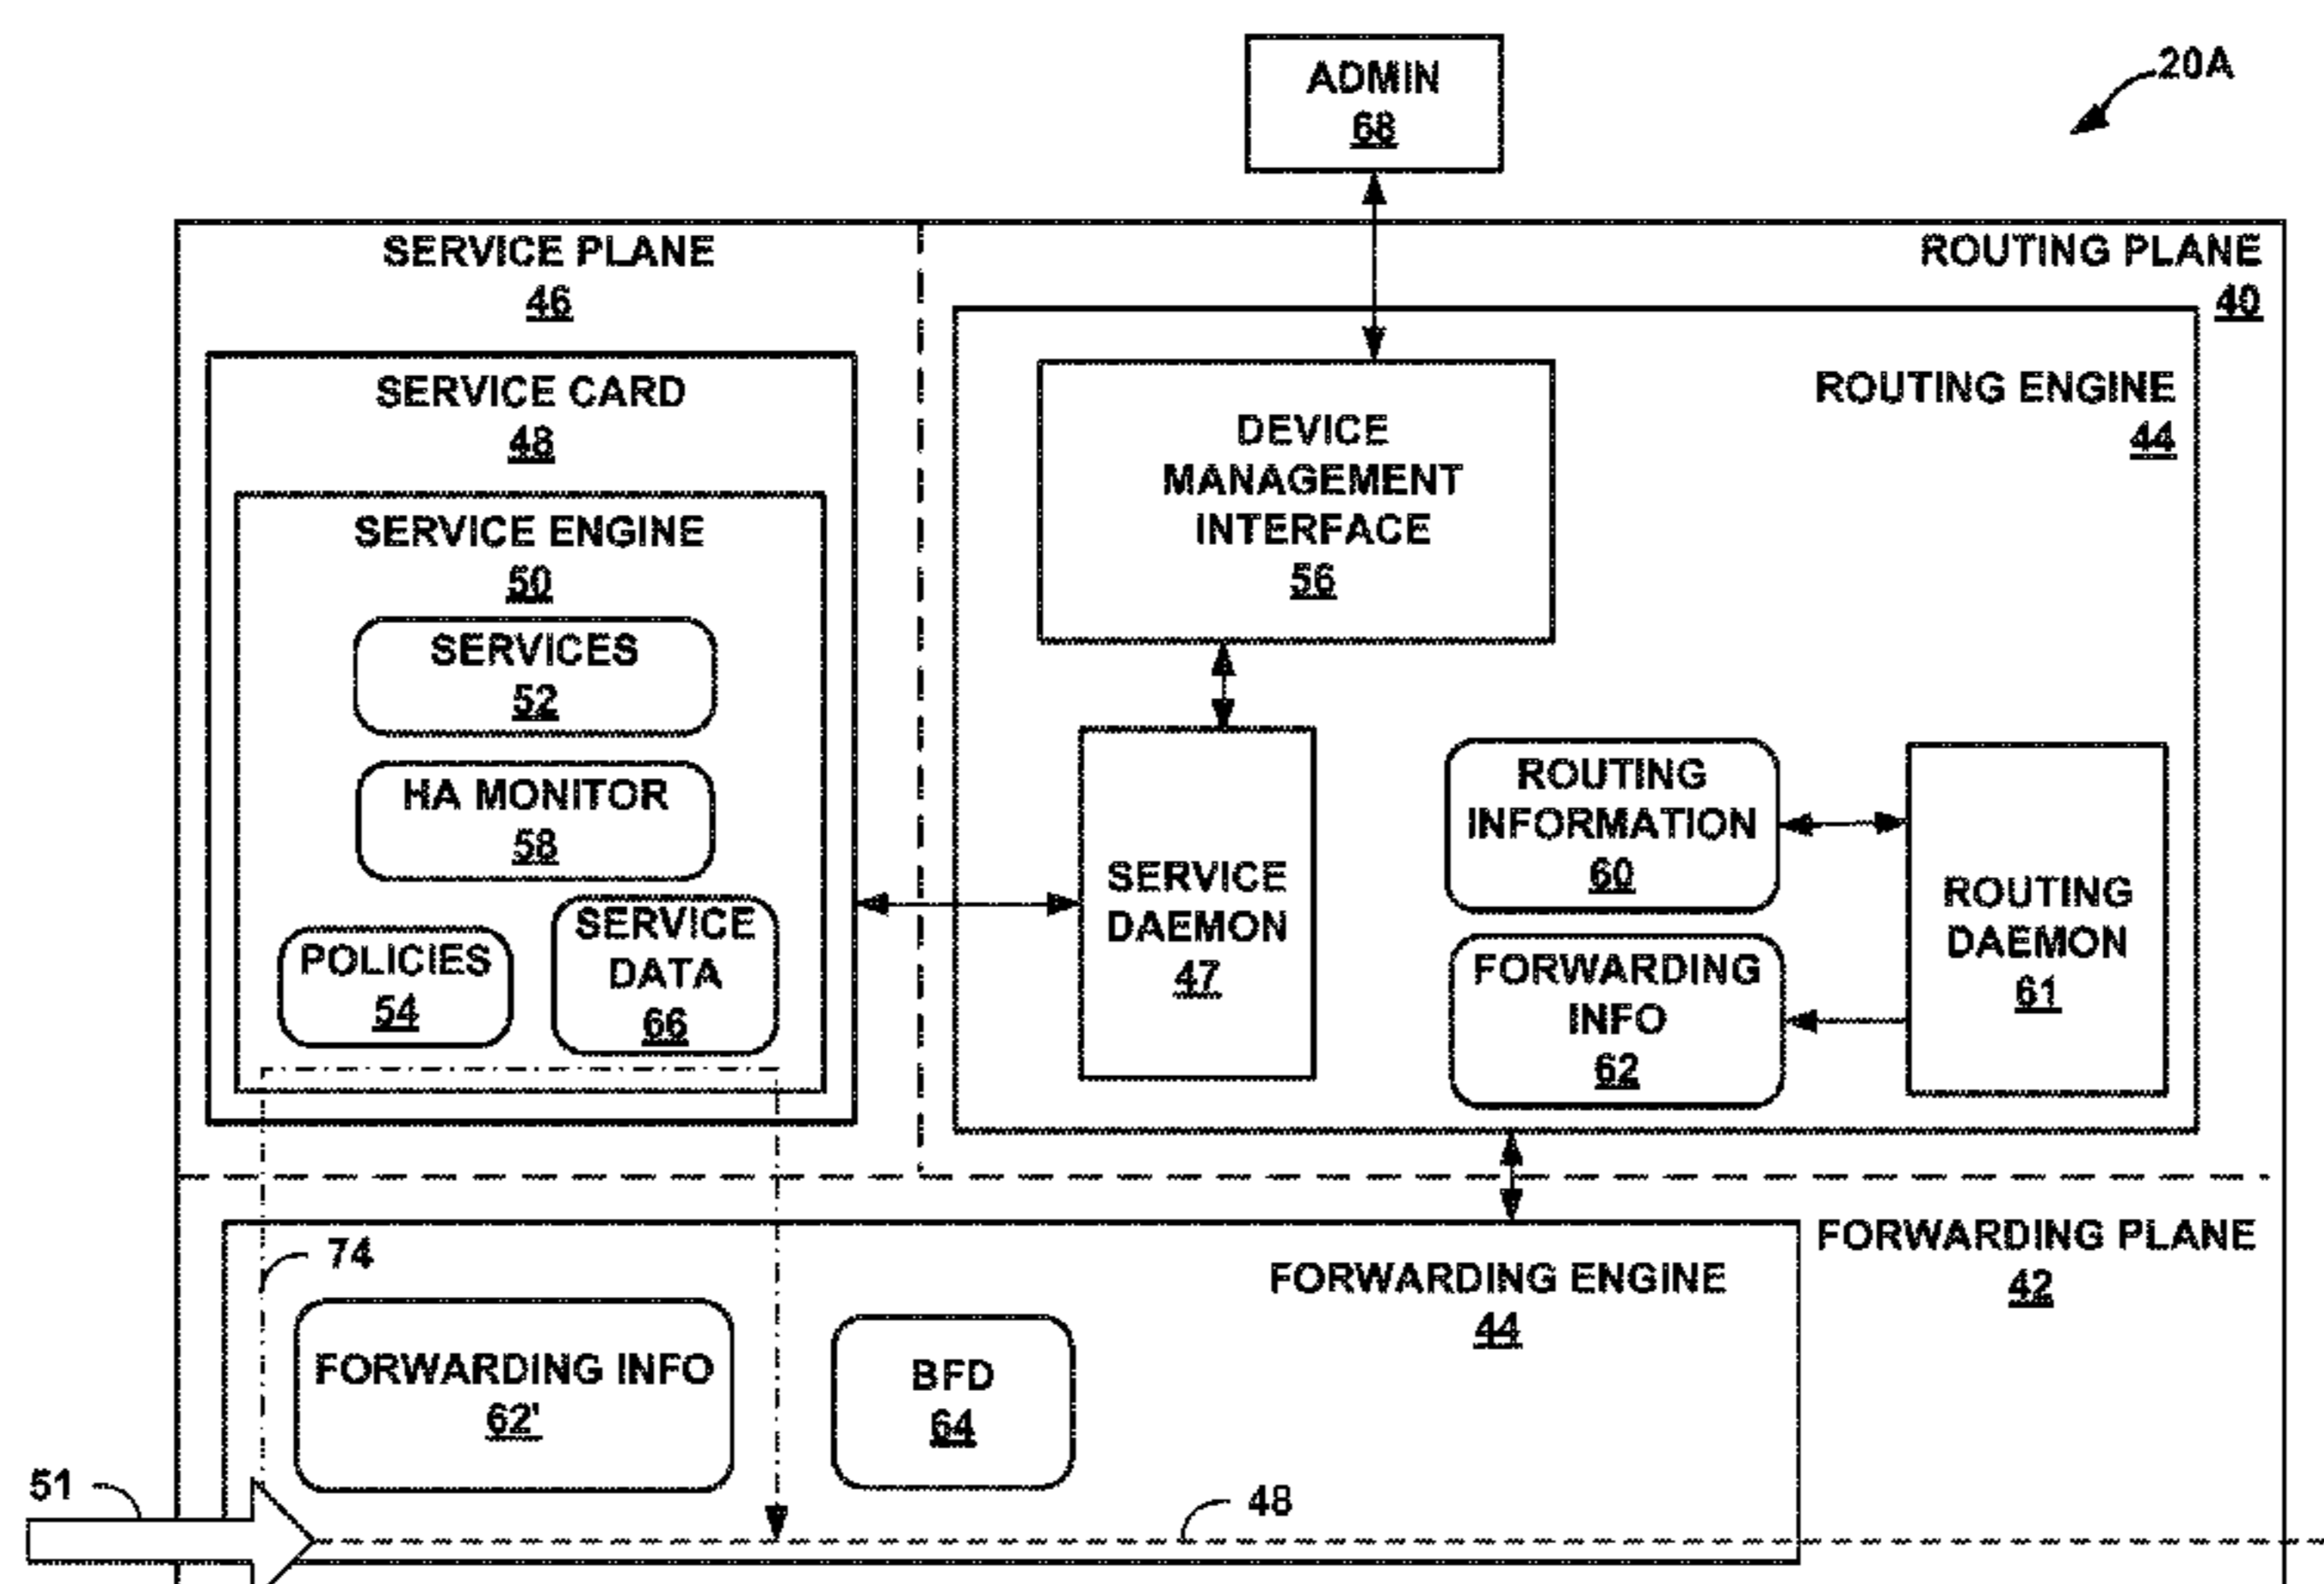 ADMIN
68
20A
SERVICE PLANE
46
ROUTING PLANE
40
SERVICE CARD
48
ROUTING ENGINE
44
SERVICE ENGINE
50
DEVICE
MANAGEMENT
INTERFACE
56
SERVICES
52
HA MONITOR
58
POLICIES
54
SERVICE
DATA
66
SERVICE
DAEMON
47
ROUTING
INFORMATION
60
FORWARDING
INFO
62
ROUTING
DAEMON
61
FORWARDING PLANE
42
74
FORWARDING ENGINE
44
FORWARDING INFO
62'
BFD
64
51
48